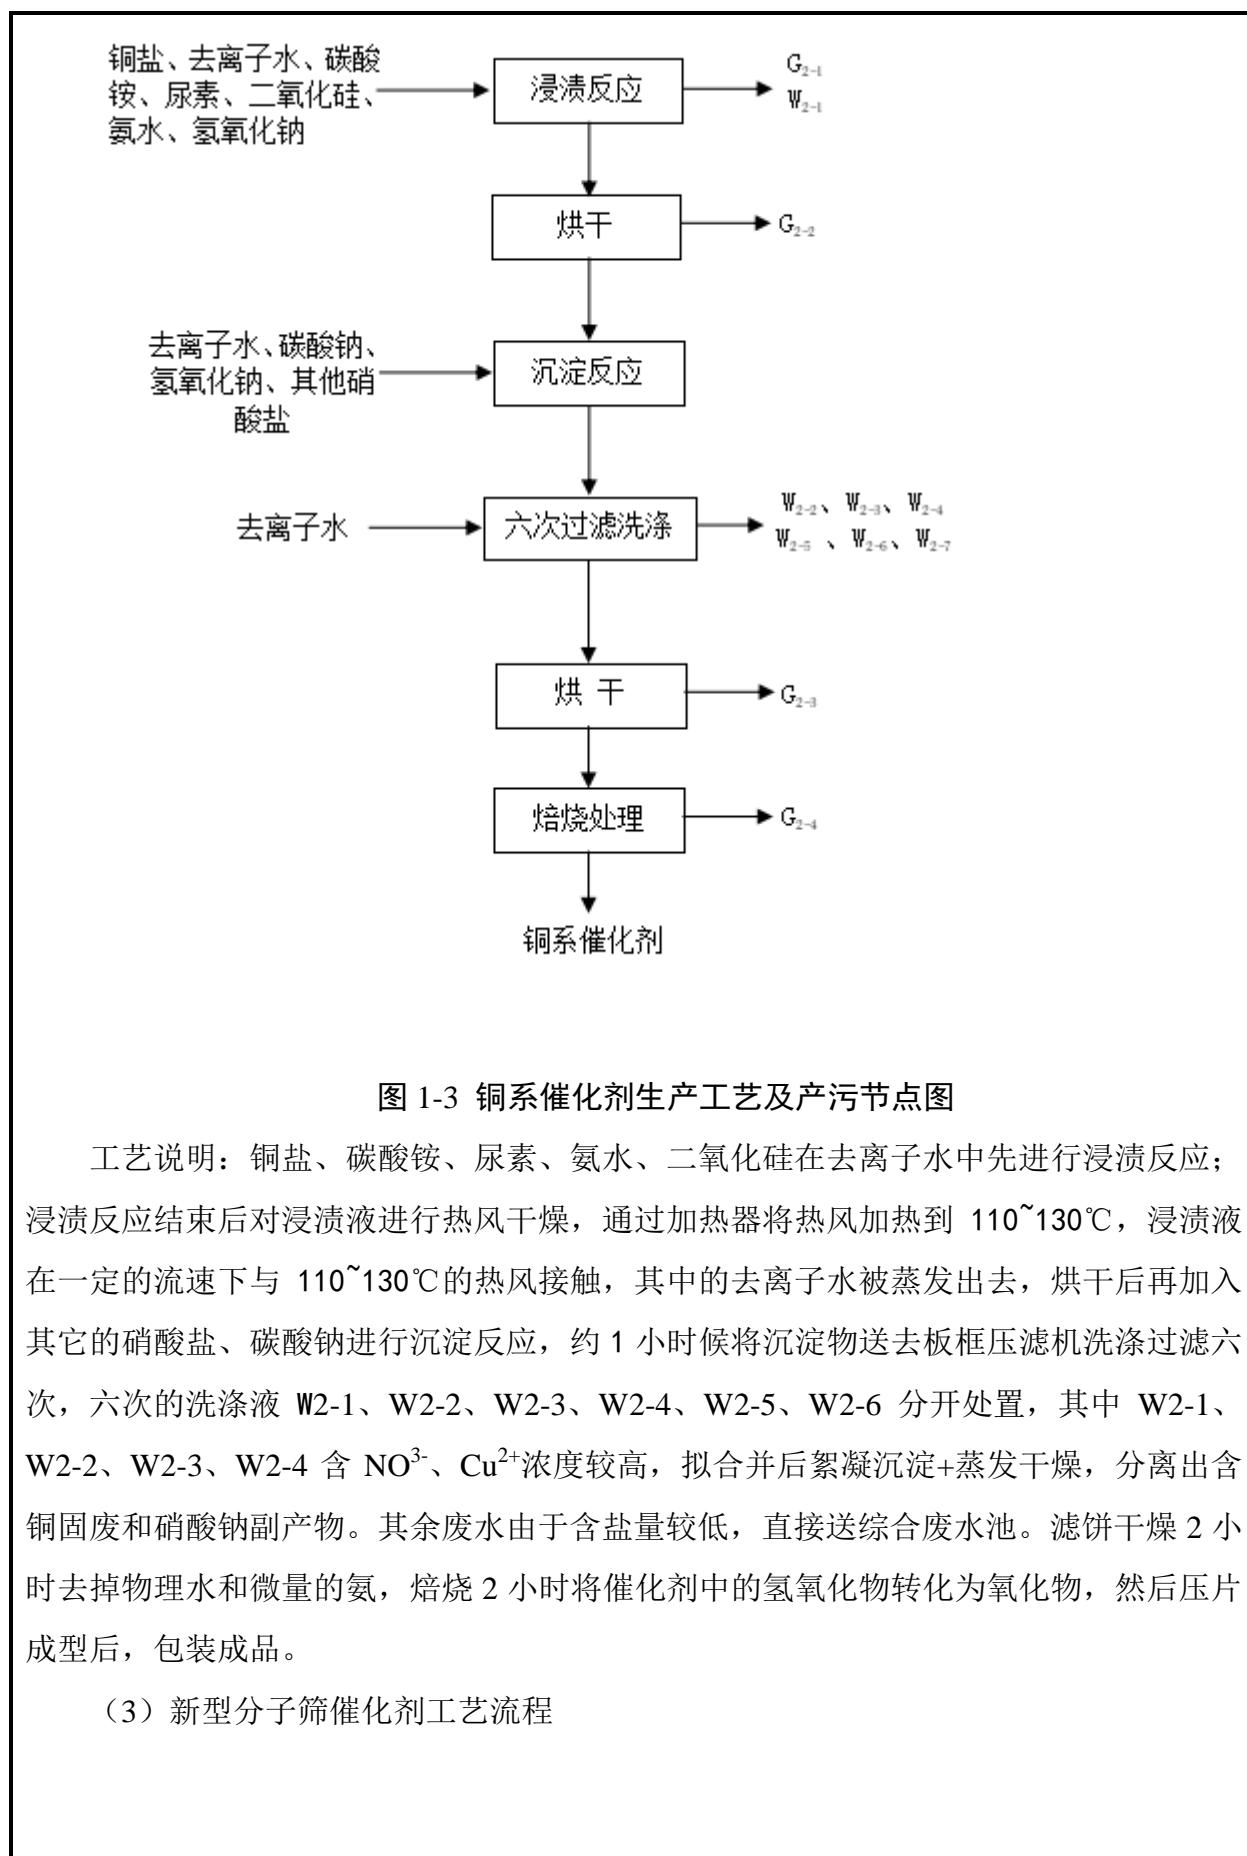 铜盐、去离子水、碳酸
铵、尿素、二氧化硅、
氨水、氢氧化钠
浸渍反应
G2-1
W2-1
烘干
G2-2
去离子水、碳酸钠、
氢氧化钠、其他硝
酸盐
沉淀反应
去离子水
六次过滤洗涤
W2-2、W2-3、W2-4
W2-5 、W2-6、W2-7
烘 干
G2-3
焙烧处理
G2-4
铜系催化剂
图 1-3 铜系催化剂生产工艺及产污节点图
工艺说明：铜盐、碳酸铵、尿素、氨水、二氧化硅在去离子水中先进行浸渍反应；
浸渍反应结束后对浸渍液进行热风干燥，通过加热器将热风加热到 110~130℃，浸渍液
在一定的流速下与 110~130℃的热风接触，其中的去离子水被蒸发出去，烘干后再加入
其它的硝酸盐、碳酸钠进行沉淀反应，约 1 小时候将沉淀物送去板框压滤机洗涤过滤六
次，六次的洗涤液 W2-1、W2-2、W2-3、W2-4、W2-5、W2-6 分开处置，其中 W2-1、
W2-2、W2-3、W2-4 含 NO3-、Cu2+浓度较高，拟合并后絮凝沉淀+蒸发干燥，分离出含
铜固废和硝酸钠副产物。其余废水由于含盐量较低，直接送综合废水池。滤饼干燥 2 小
时去掉物理水和微量的氨，焙烧 2 小时将催化剂中的氢氧化物转化为氧化物，然后压片
成型后，包装成品。
（3）新型分子筛催化剂工艺流程